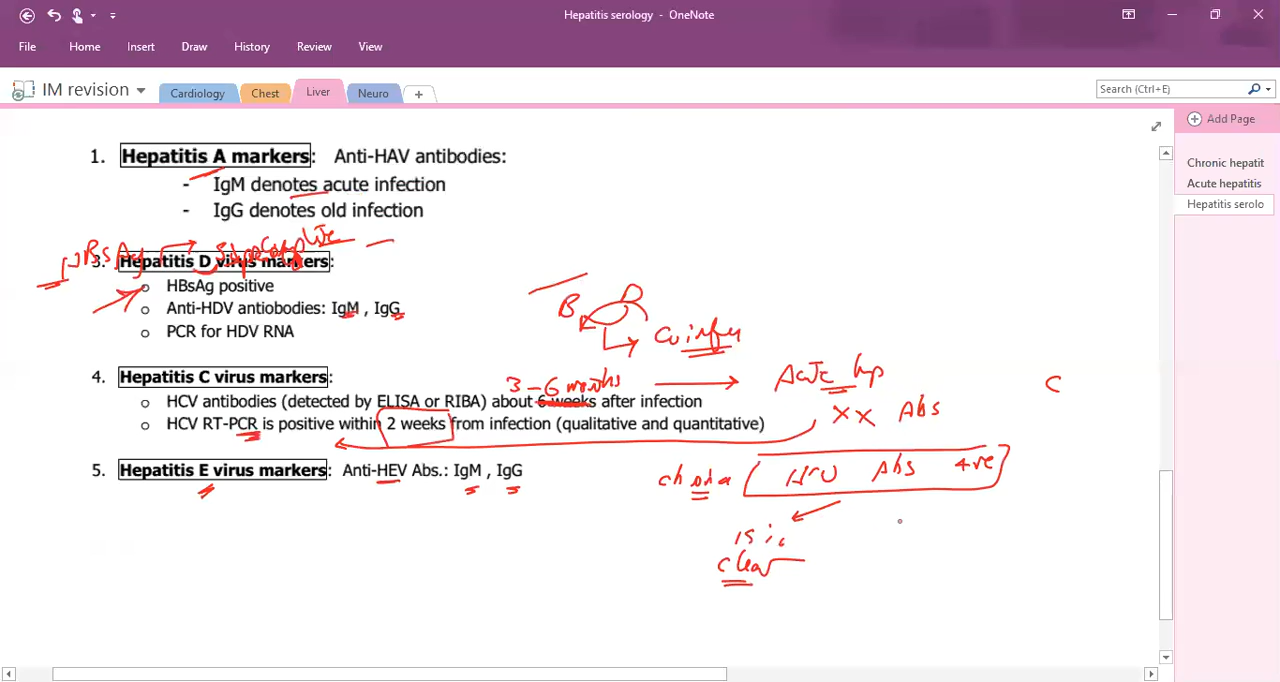 Hepatitis serology - OneNote
File Home Insert Draw History Review View
IM revision Cardiology Chest Liver Neuro + Search (Ctrl+E)
Add Page
Chronic hepatit
Acute hepatitis
Hepatitis serolo
1. Hepatitis A markers: Anti-HAV antibodies:
- IgM denotes acute infection
- IgG denotes old infection
HBsAg
3. Hepatitis D virus markers:
o HBsAg positive
o Anti-HDV antiobodies: IgM , IgG
o PCR for HDV RNA
B D
4. Hepatitis C virus markers:
3-6 months Acute hep C
o HCV antibodies (detected by ELISA or RIBA) about 6 weeks after infection
XX Abs
o HCV RT-PCR is positive within 2 weeks from infection (qualitative and quantitative)
5. Hepatitis E virus markers: Anti-HEV Abs.: IgM , IgG
HCV Abs +ve
is it
clear